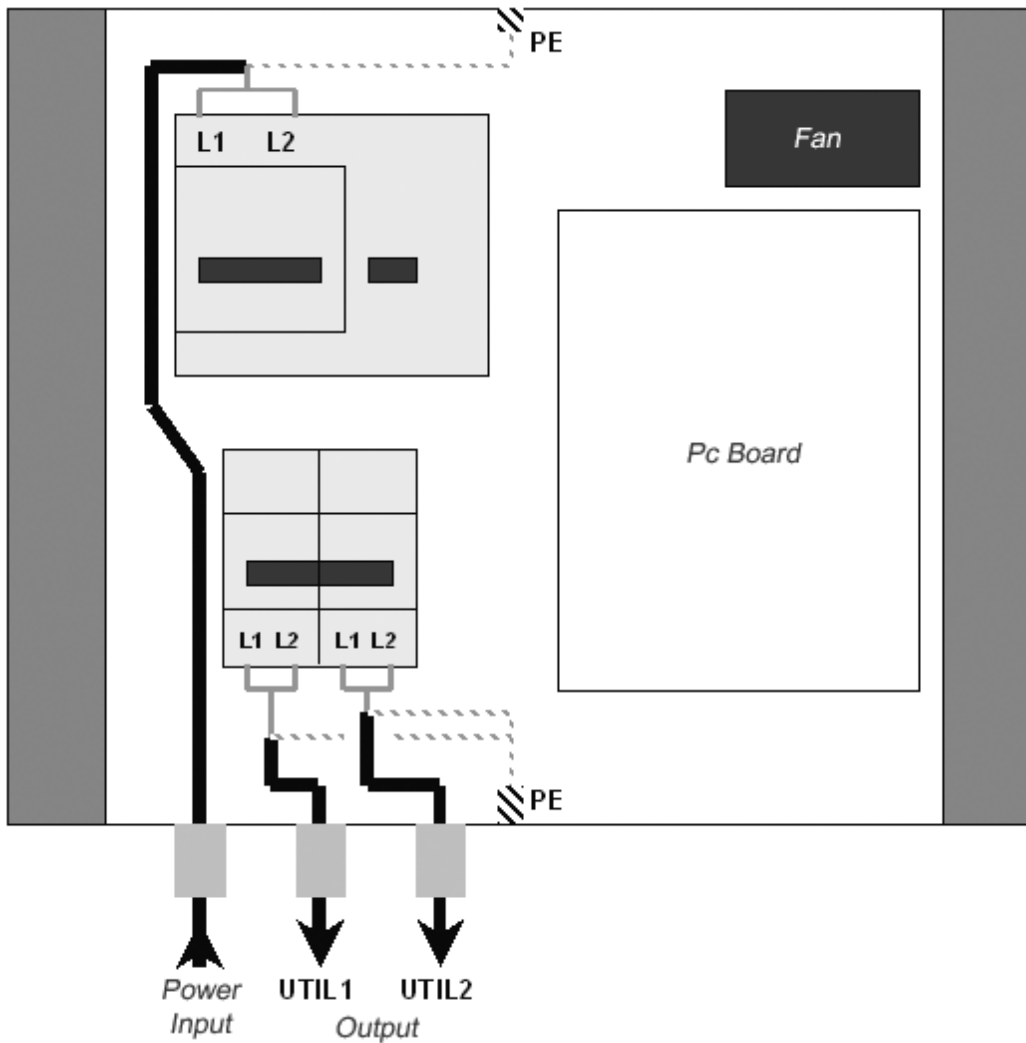 PE
L1 L2
Fan
Pc Board
L1 L2 L1 L2
PE
Power
Input
UTIL1 UTIL2
Output